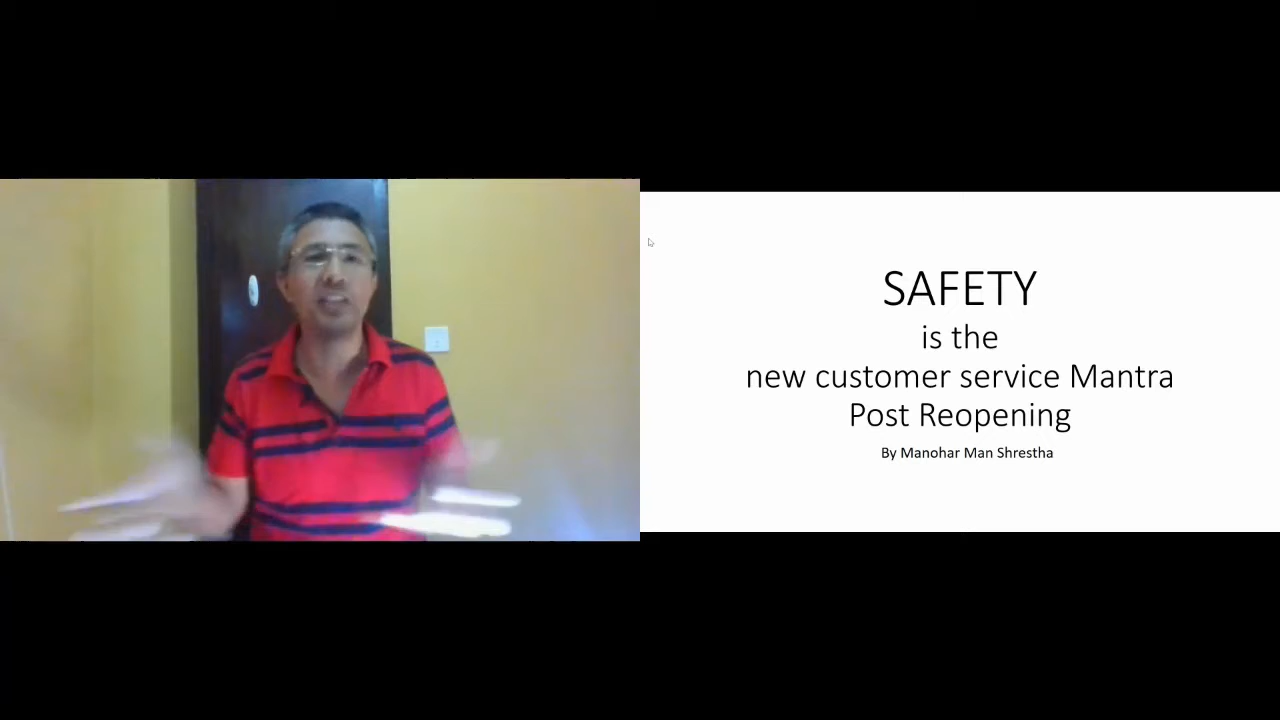 SAFETY
is the
new customer service Mantra
Post Reopening
By Manohar Man Shrestha